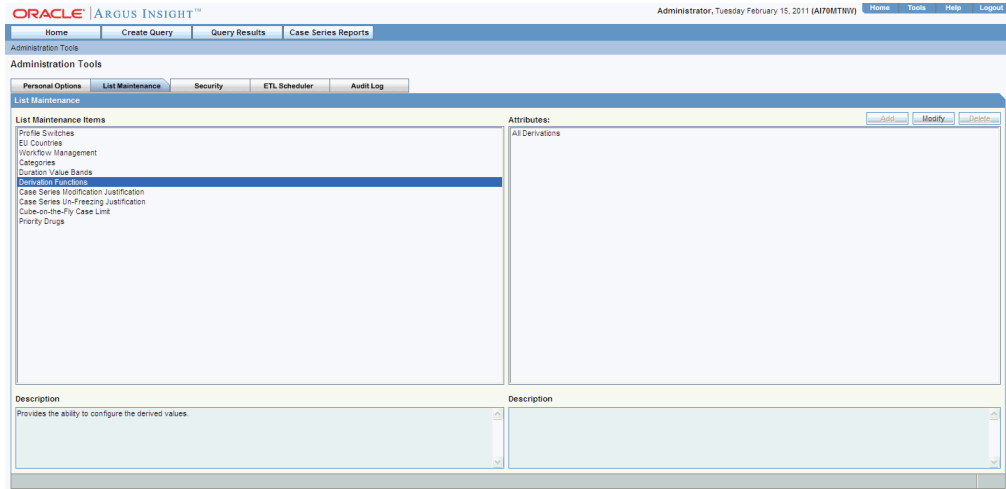 ORACLE® | ARGUS INSIGHT™
Administrator, Tuesday February 15, 2011 (AI70MTNW) Home Tools Help Logout
Home Create Query Query Results Case Series Reports
Administration Tools
Administration Tools
Personal Options List Maintenance Security ETL Scheduler Audit Log
List Maintenance
List Maintenance Items
Attributes: Add Modify Delete
Profile Switches
EU Countries
Workflow Management
Categories
Duration Value Bands
Derivation Functions
Case Series Modification Justification
Case Series Un-Freezing Justification
Cube-on-the-Fly Case Limit
Priority Drugs
All Derivations
Description
Provides the ability to configure the derived values.
Description